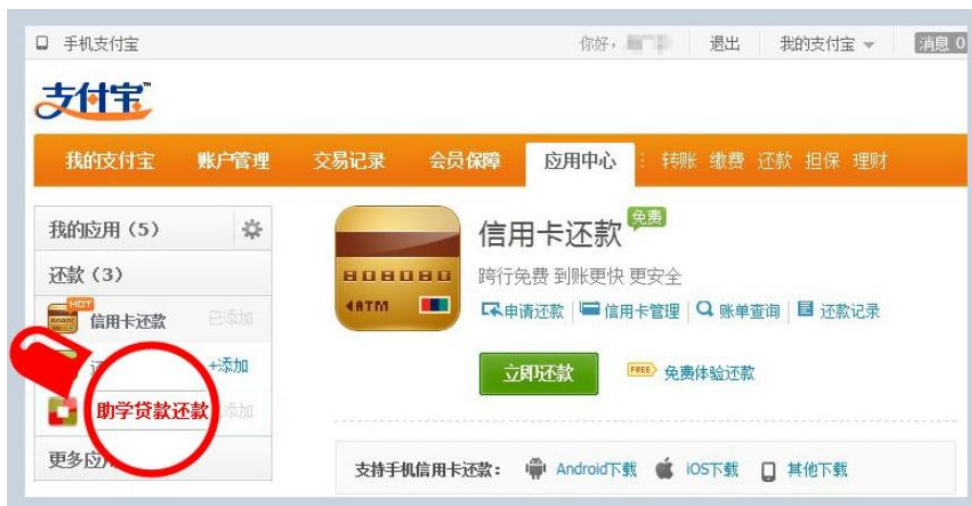 手机支付宝 你好， 退出 我的支付宝 消息 0
支付宝
我的支付宝 账户管理 交易记录 会员保障 应用中心 转账 缴费 还款 担保 理财
我的应用（5）
还款（3）
HOT
信用卡还款 已添加
+添加
助学贷款还款 添加
更多应
信用卡还款 免费
跨行免费 到账更快 更安全
ATM
申请还款 信用卡管理 账单查询 还款记录
立即还款 FREE 免费体验还款
支持手机信用卡还款： Android下载 iOS下载 其他下载